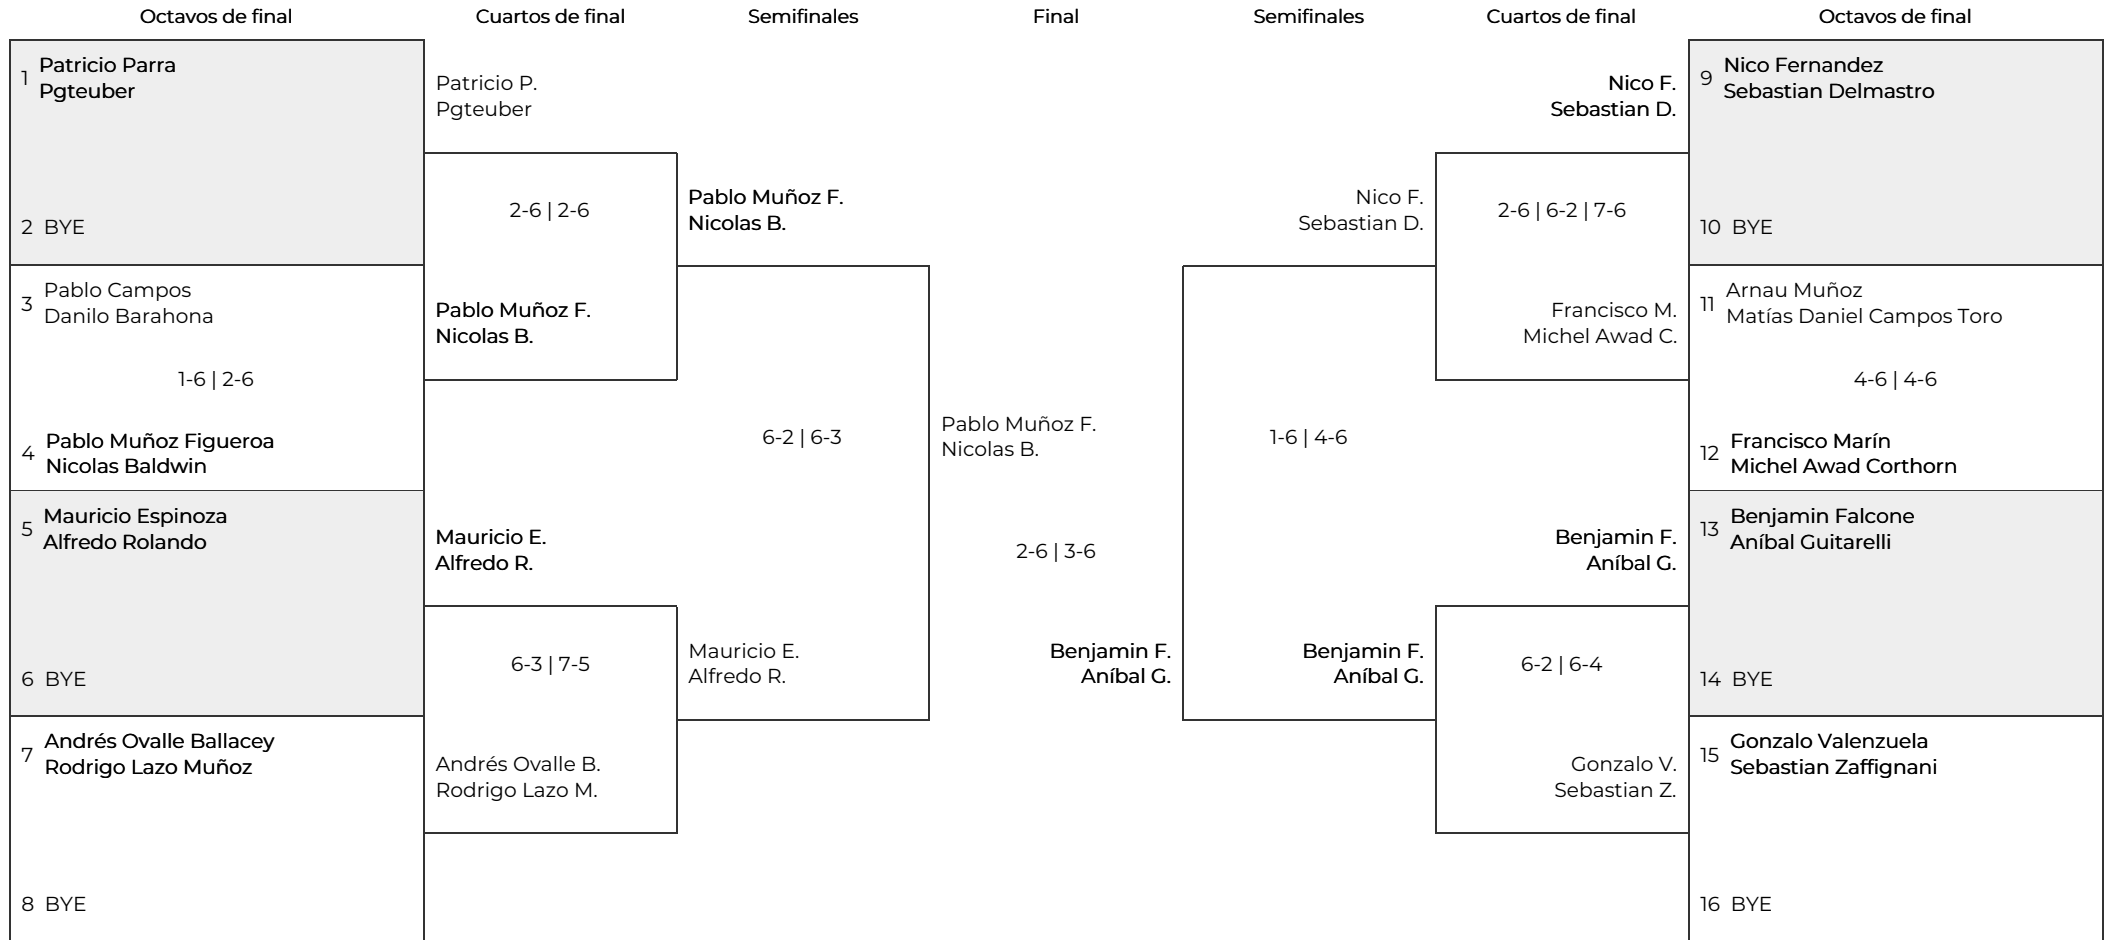 Octavos de final
Cuartos de final
Semifinales
Final
Semifinales
Cuartos de final
Octavos de final
1
Patricio Parra
Pgteuber
2 BYE
3
Pablo Campos
Danilo Barahona
1-6 | 2-6
4
Pablo Muñoz Figueroa
Nicolas Baldwin
5
Mauricio Espinoza
Alfredo Rolando
6 BYE
7
Andrés Ovalle Ballacey
Rodrigo Lazo Muñoz
8 BYE
Patricio P.
Pgteuber
2-6 | 2-6
Pablo Muñoz F.
Nicolas B.
Mauricio E.
Alfredo R.
6-3 | 7-5
Andrés Ovalle B.
Rodrigo Lazo M.
Pablo Muñoz F.
Nicolas B.
6-2 | 6-3
Mauricio E.
Alfredo R.
Pablo Muñoz F.
Nicolas B.
2-6 | 3-6
Benjamin F.
Aníbal G.
Nico F.
Sebastian D.
1-6 | 4-6
Benjamin F.
Aníbal G.
Nico F.
Sebastian D.
2-6 | 6-2 | 7-6
Francisco M.
Michel Awad C.
Benjamin F.
Aníbal G.
6-2 | 6-4
Gonzalo V.
Sebastian Z.
9
Nico Fernandez
Sebastian Delmastro
10 BYE
11
Arnau Muñoz
Matías Daniel Campos Toro
4-6 | 4-6
12
Francisco Marín
Michel Awad Corthorn
13
Benjamin Falcone
Aníbal Guitarelli
14 BYE
15
Gonzalo Valenzuela
Sebastian Zaffignani
16 BYE